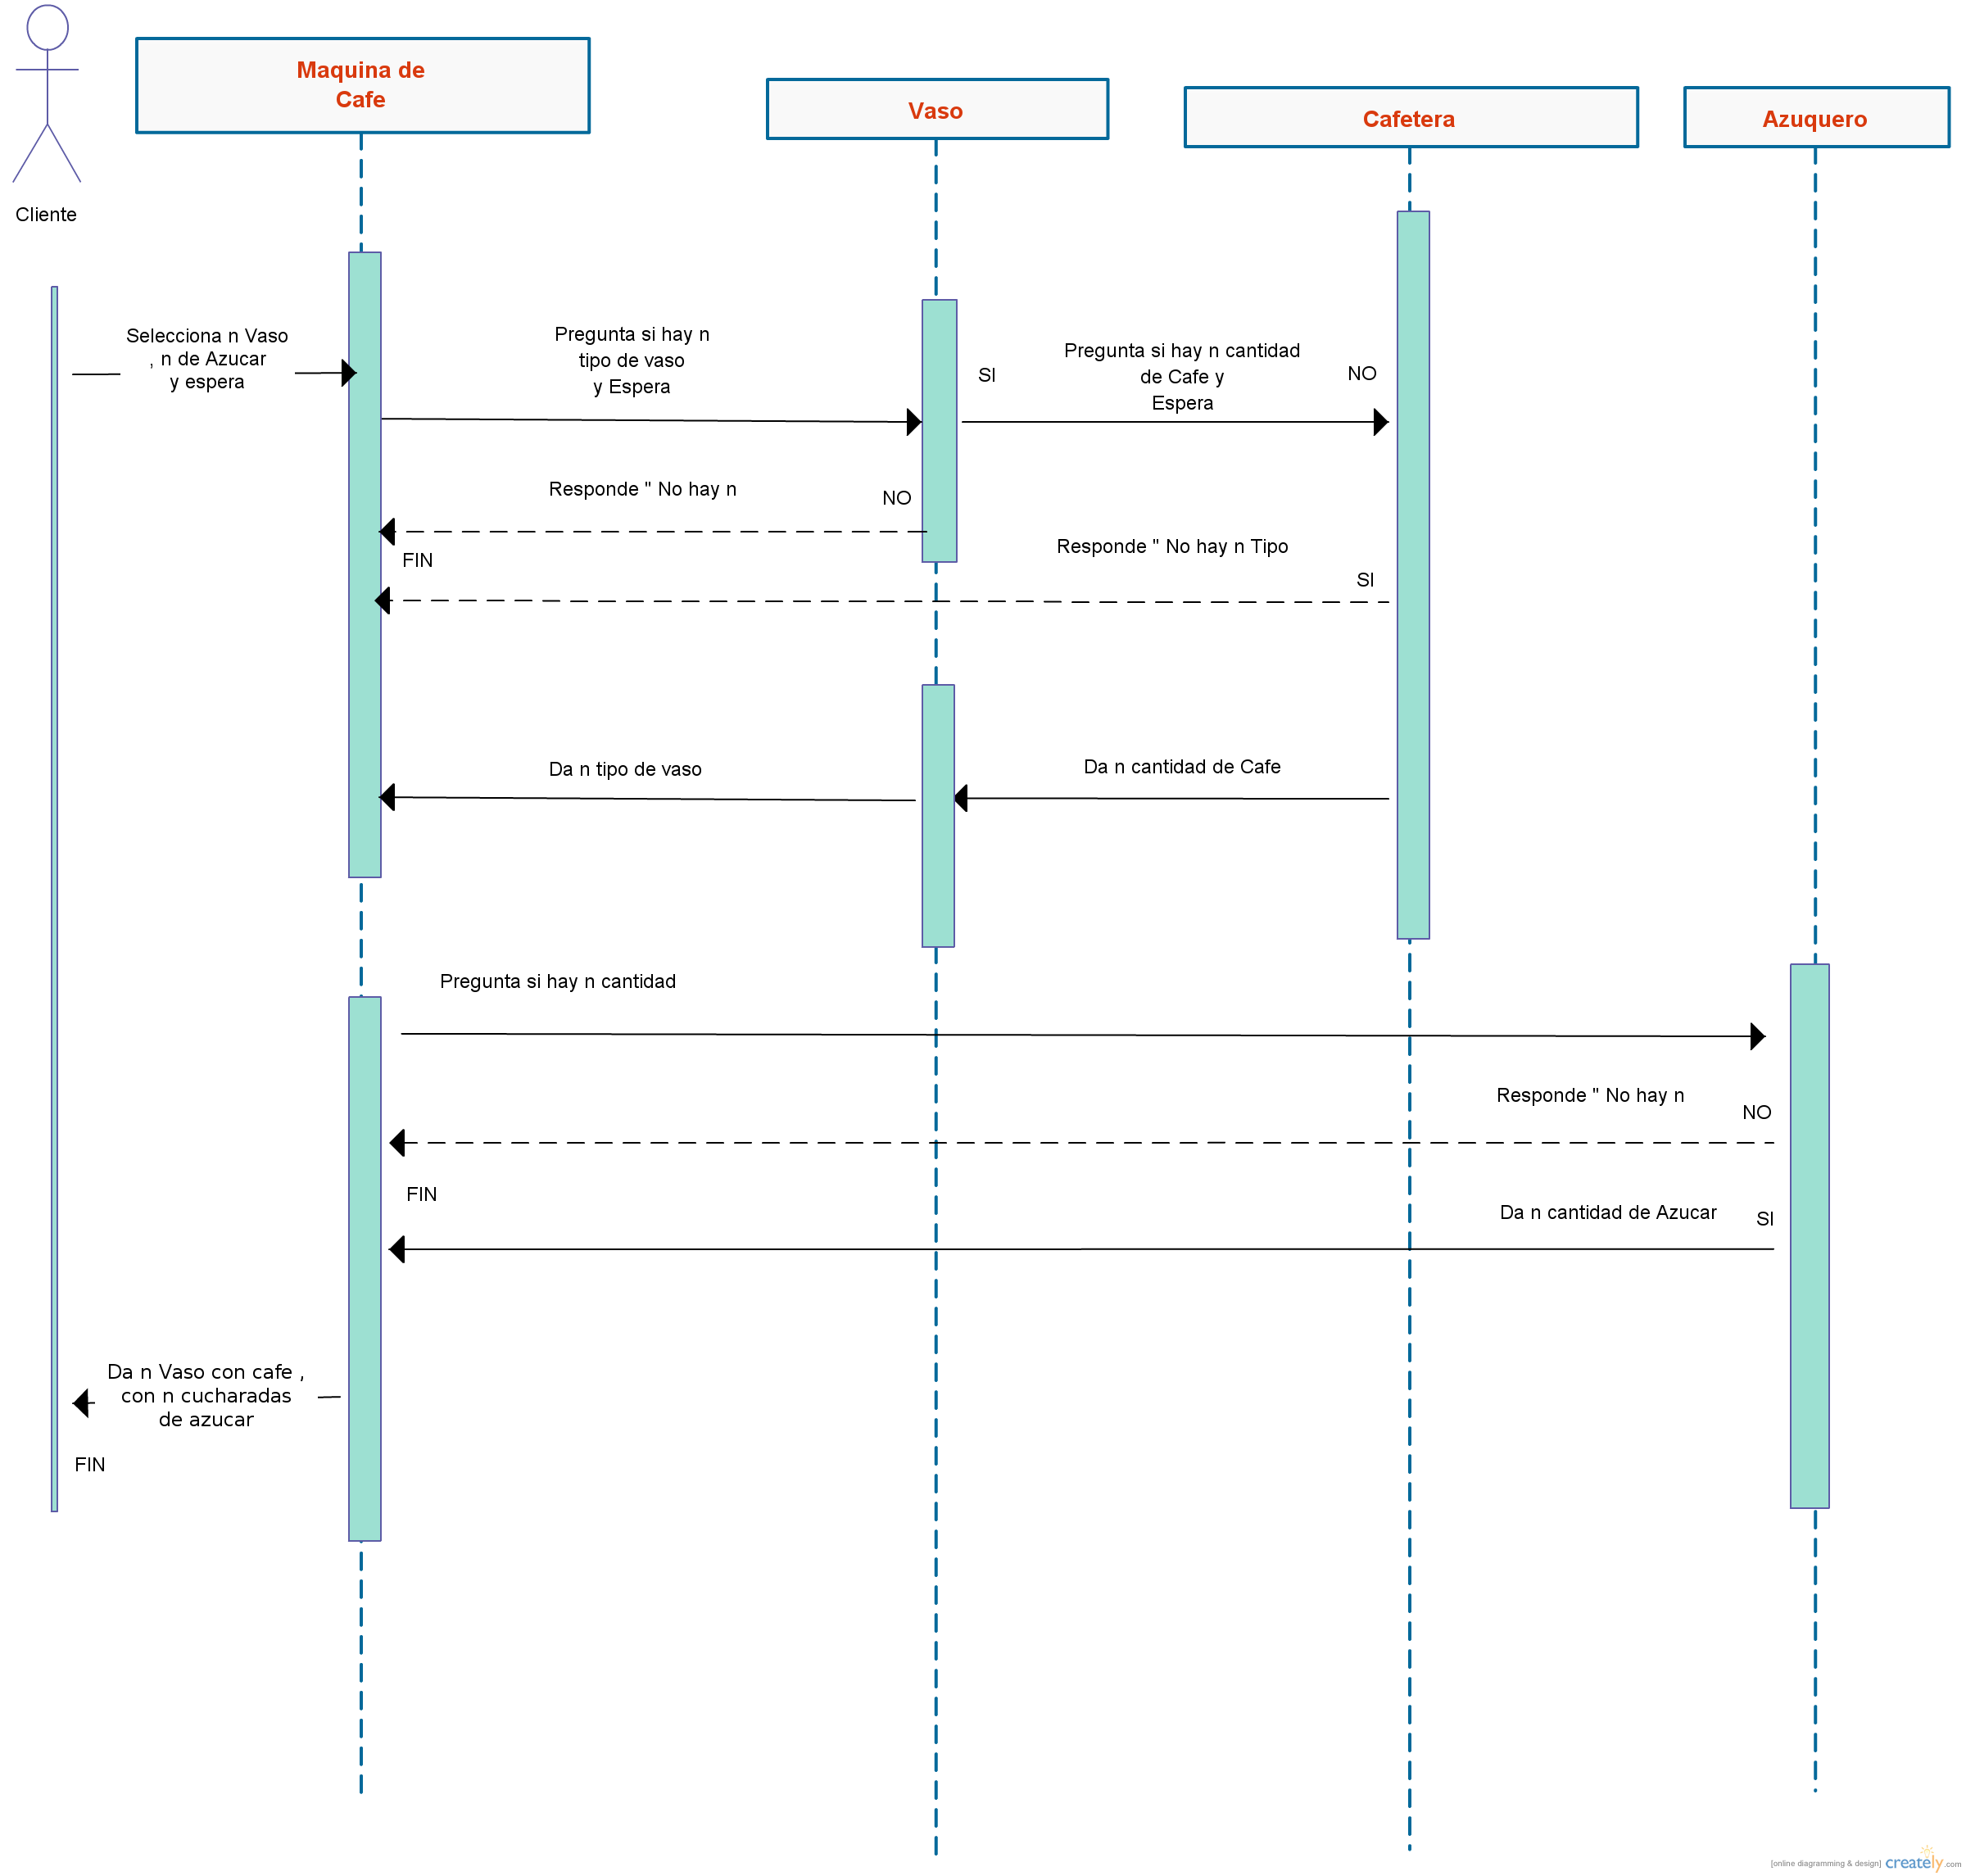 Maquina de
Cafe
Vaso
Cafetera
Azuquero
Cliente
Selecciona n Vaso
, n de Azucar
y espera
Pregunta si hay n
tipo de vaso
y Espera
SI
Pregunta si hay n cantidad
de Cafe y
Espera
NO
Responde " No hay n
NO
FIN
Responde " No hay n Tipo
SI
Da n tipo de vaso
Da n cantidad de Cafe
Pregunta si hay n cantidad
Responde " No hay n
NO
FIN
Da n cantidad de Azucar
SI
Da n Vaso con cafe ,
con n cucharadas
de azucar
FIN
[online diagramming & design] creately.com